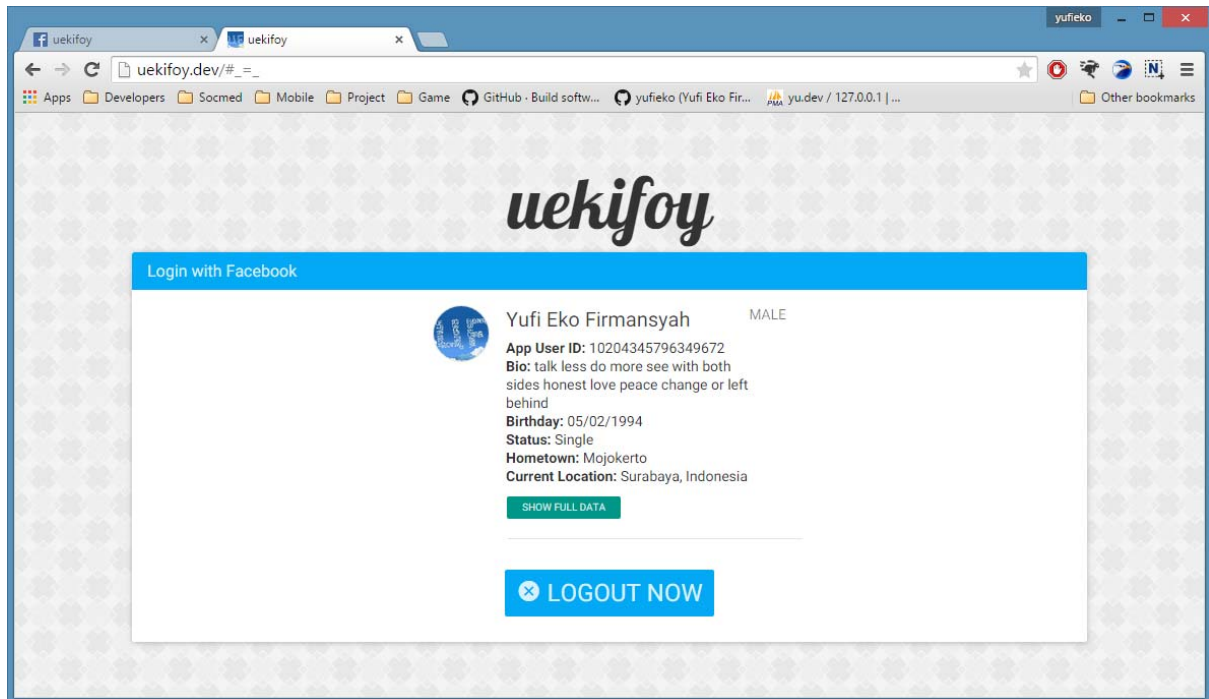 yufieko
uekifoy
uekifoy
uekifoy.dev/#_=_
Apps Developers Socmed Mobile Project Game GitHub · Build softw... yufieko (Yufi Eko Fir... yu.dev / 127.0.0.1 | ... Other bookmarks
uekifoy
Login with Facebook
Yufi Eko Firmansyah MALE
App User ID: 10204345796349672
Bio: talk less do more see with both
sides honest love peace change or left
behind
Birthday: 05/02/1994
Status: Single
Hometown: Mojokerto
Current Location: Surabaya, Indonesia
SHOW FULL DATA
LOGOUT NOW